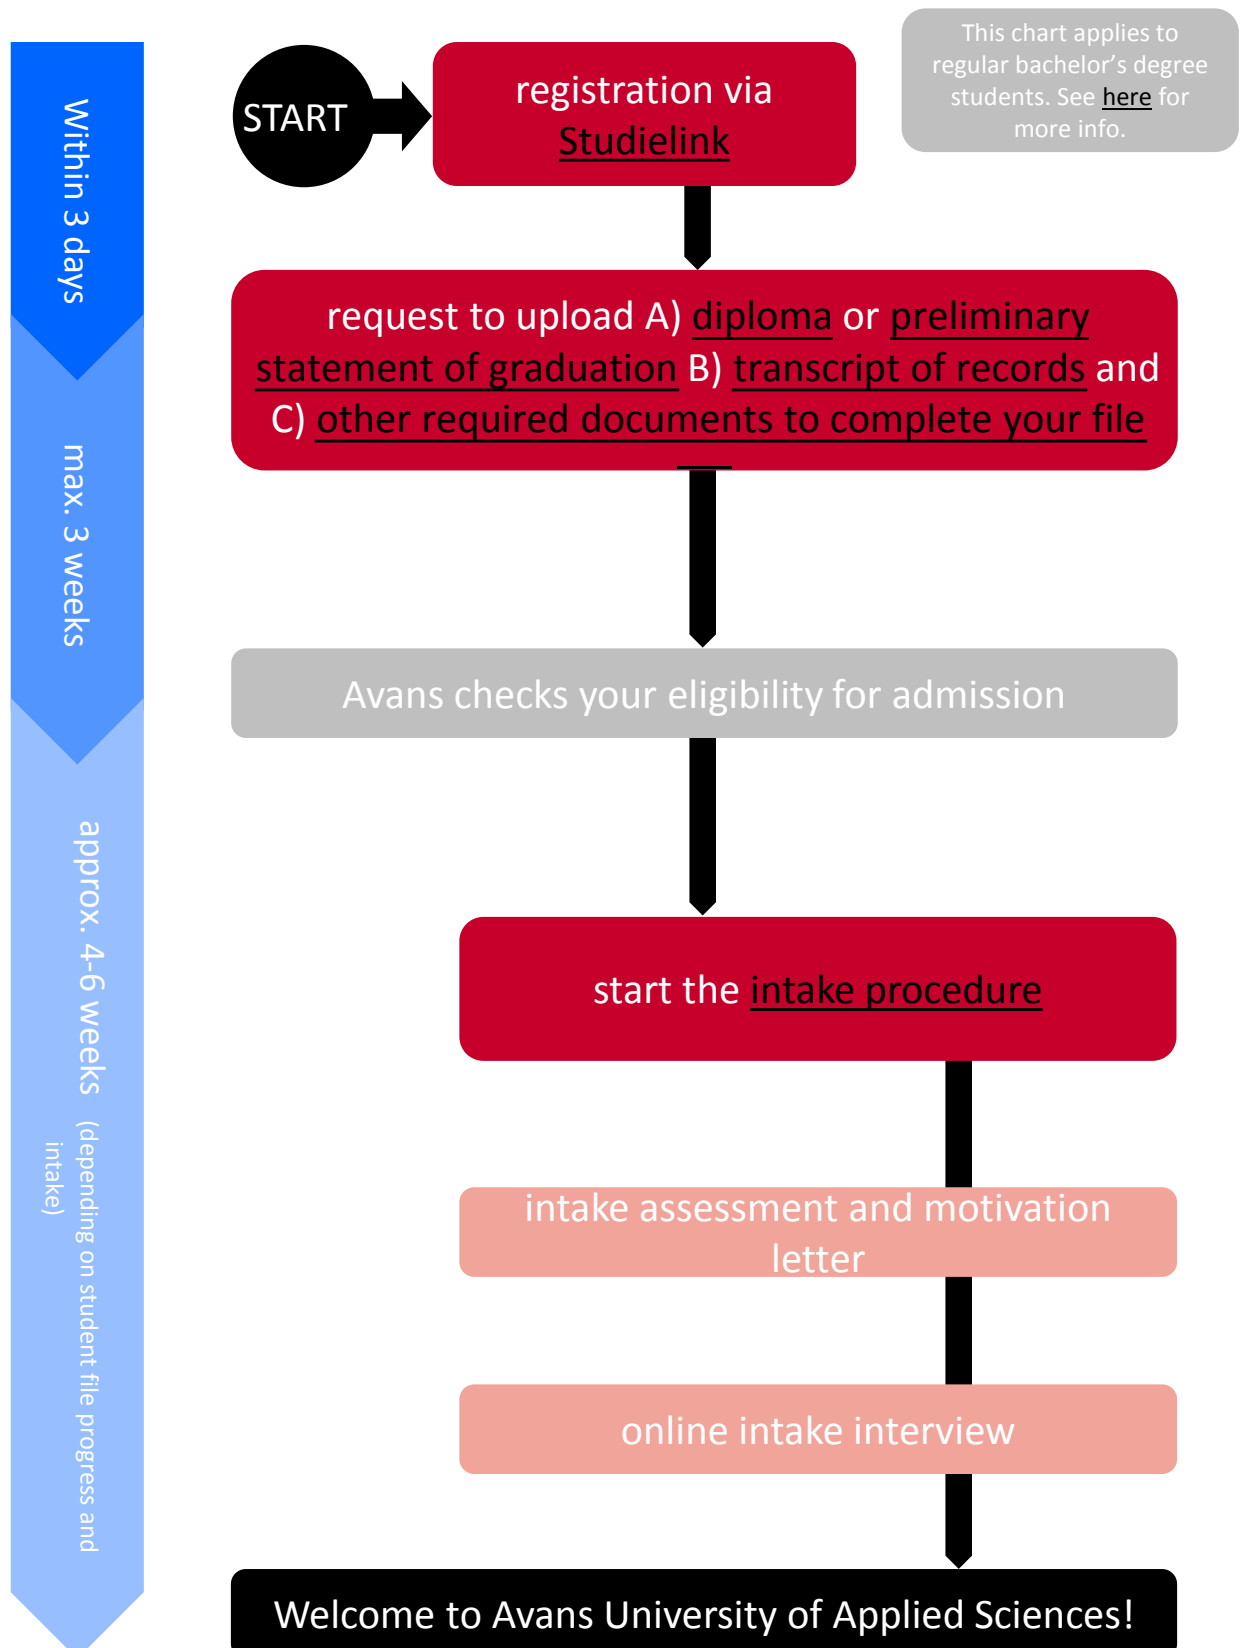 This chart applies to
regular bachelor's degree
students. See here for
more info.
START
registration via
Studielink
Within 3 days
request to upload A) diploma or preliminary
statement of graduation B) transcript of records and
C) other required documents to complete your file
max. 3 weeks
Avans checks your eligibility for admission
approx. 4-6 weeks (depending on student file progress and
intake)
start the intake procedure
intake assessment and motivation
letter
online intake interview
Welcome to Avans University of Applied Sciences!